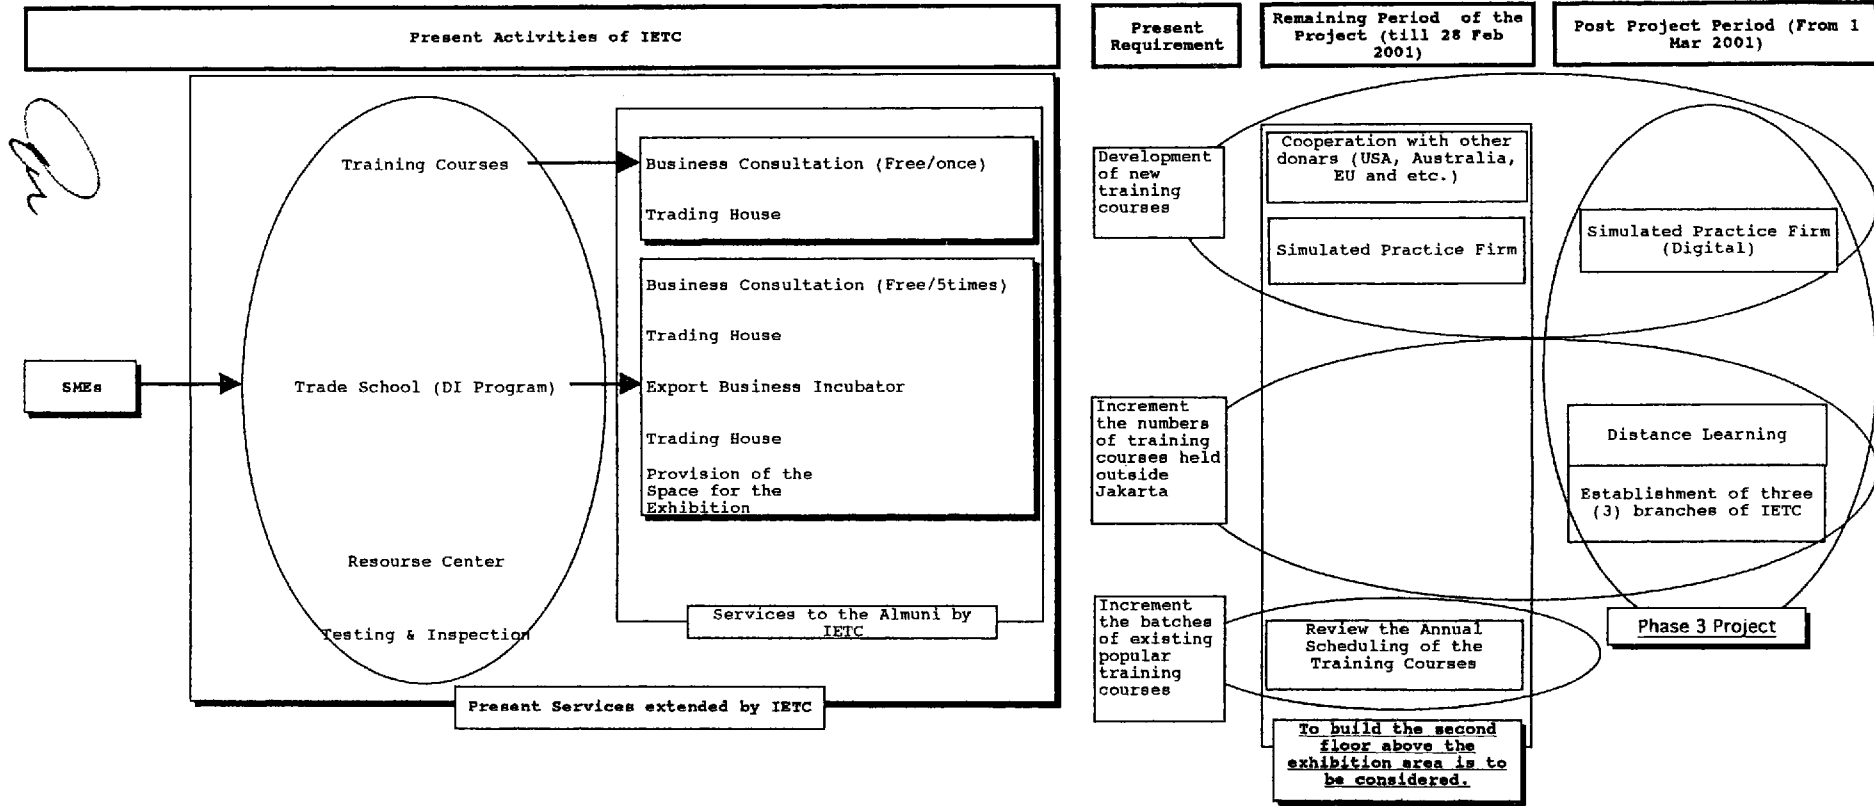 Present Activities of IETC
Present
Requirement
Remaining Period of the
Project (till 28 Feb
2001)
Post Project Period (From 1
Mar 2001)
SMEs
Training Courses
Trade School (DI Program)
Resourse Center
Testing & Inspection
Business Consultation (Free/once)
Trading House
Business Consultation (Free/5times)
Trading House
Export Business Incubator
Trading House
Provision of the
Space for the
Exhibition
Services to the Almuni by
IETC
Present Services extended by IETC
Development
of new
training
courses
Cooperation with other
donars (USA, Australia,
EU and etc.)
Simulated Practice Firm
Simulated Practice Firm
(Digital)
Increment
the numbers
of training
courses held
outside
Jakarta
Distance Learning
Establishment of three
(3) branches of IETC
Increment
the batches
of existing
popular
training
courses
Review the Annual
Scheduling of the
Training Courses
Phase 3 Project
To build the second
floor above the
exhibition area is to
be considered.